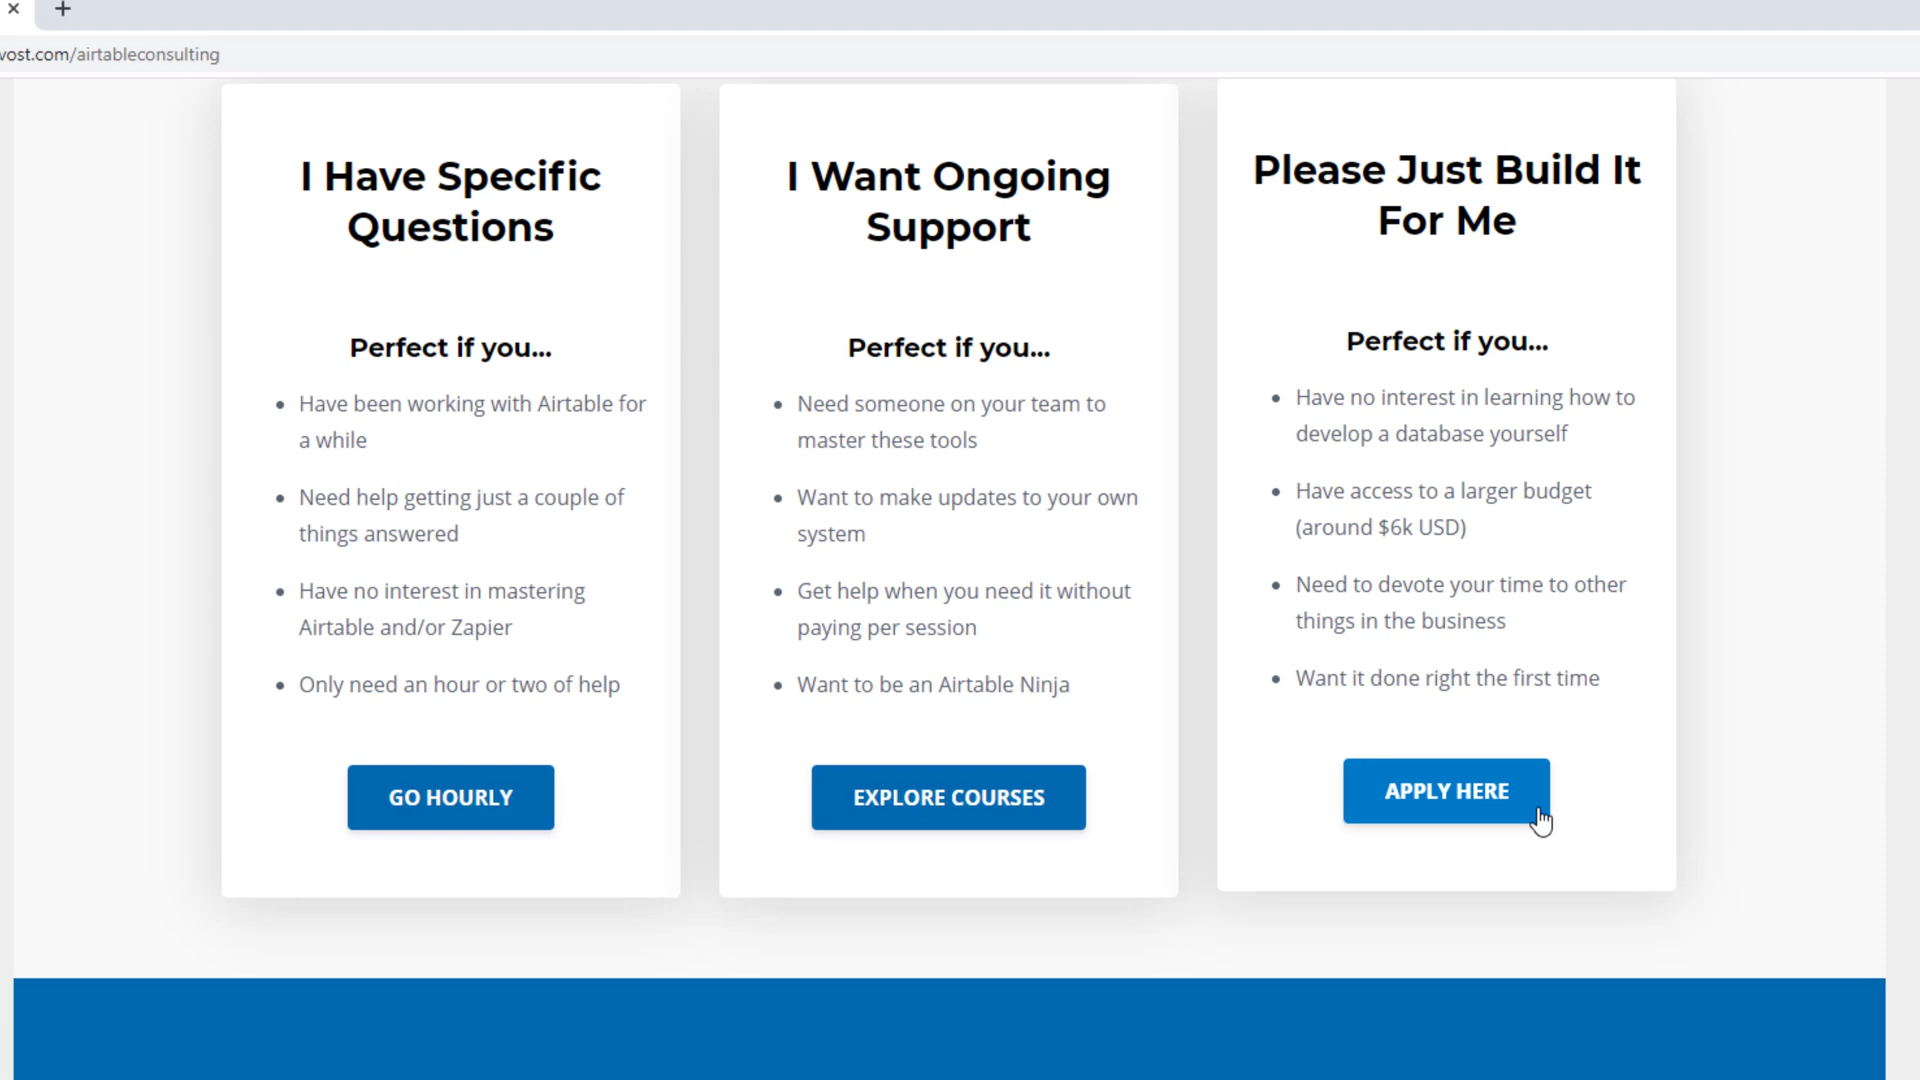 vost.com/airtableconsulting
I Have Specific
Questions
Perfect if you...
Have been working with Airtable for
a while
Need help getting just a couple of
things answered
Have no interest in mastering
Airtable and/or Zapier
Only need an hour or two of help
GO HOURLY
I Want Ongoing
Support
Perfect if you...
Need someone on your team to
master these tools
Want to make updates to your own
system
Get help when you need it without
paying per session
Want to be an Airtable Ninja
EXPLORE COURSES
Please Just Build It
For Me
Perfect if you...
Have no interest in learning how to
develop a database yourself
Have access to a larger budget
(around $6k USD)
Need to devote your time to other
things in the business
Want it done right the first time
APPLY HERE